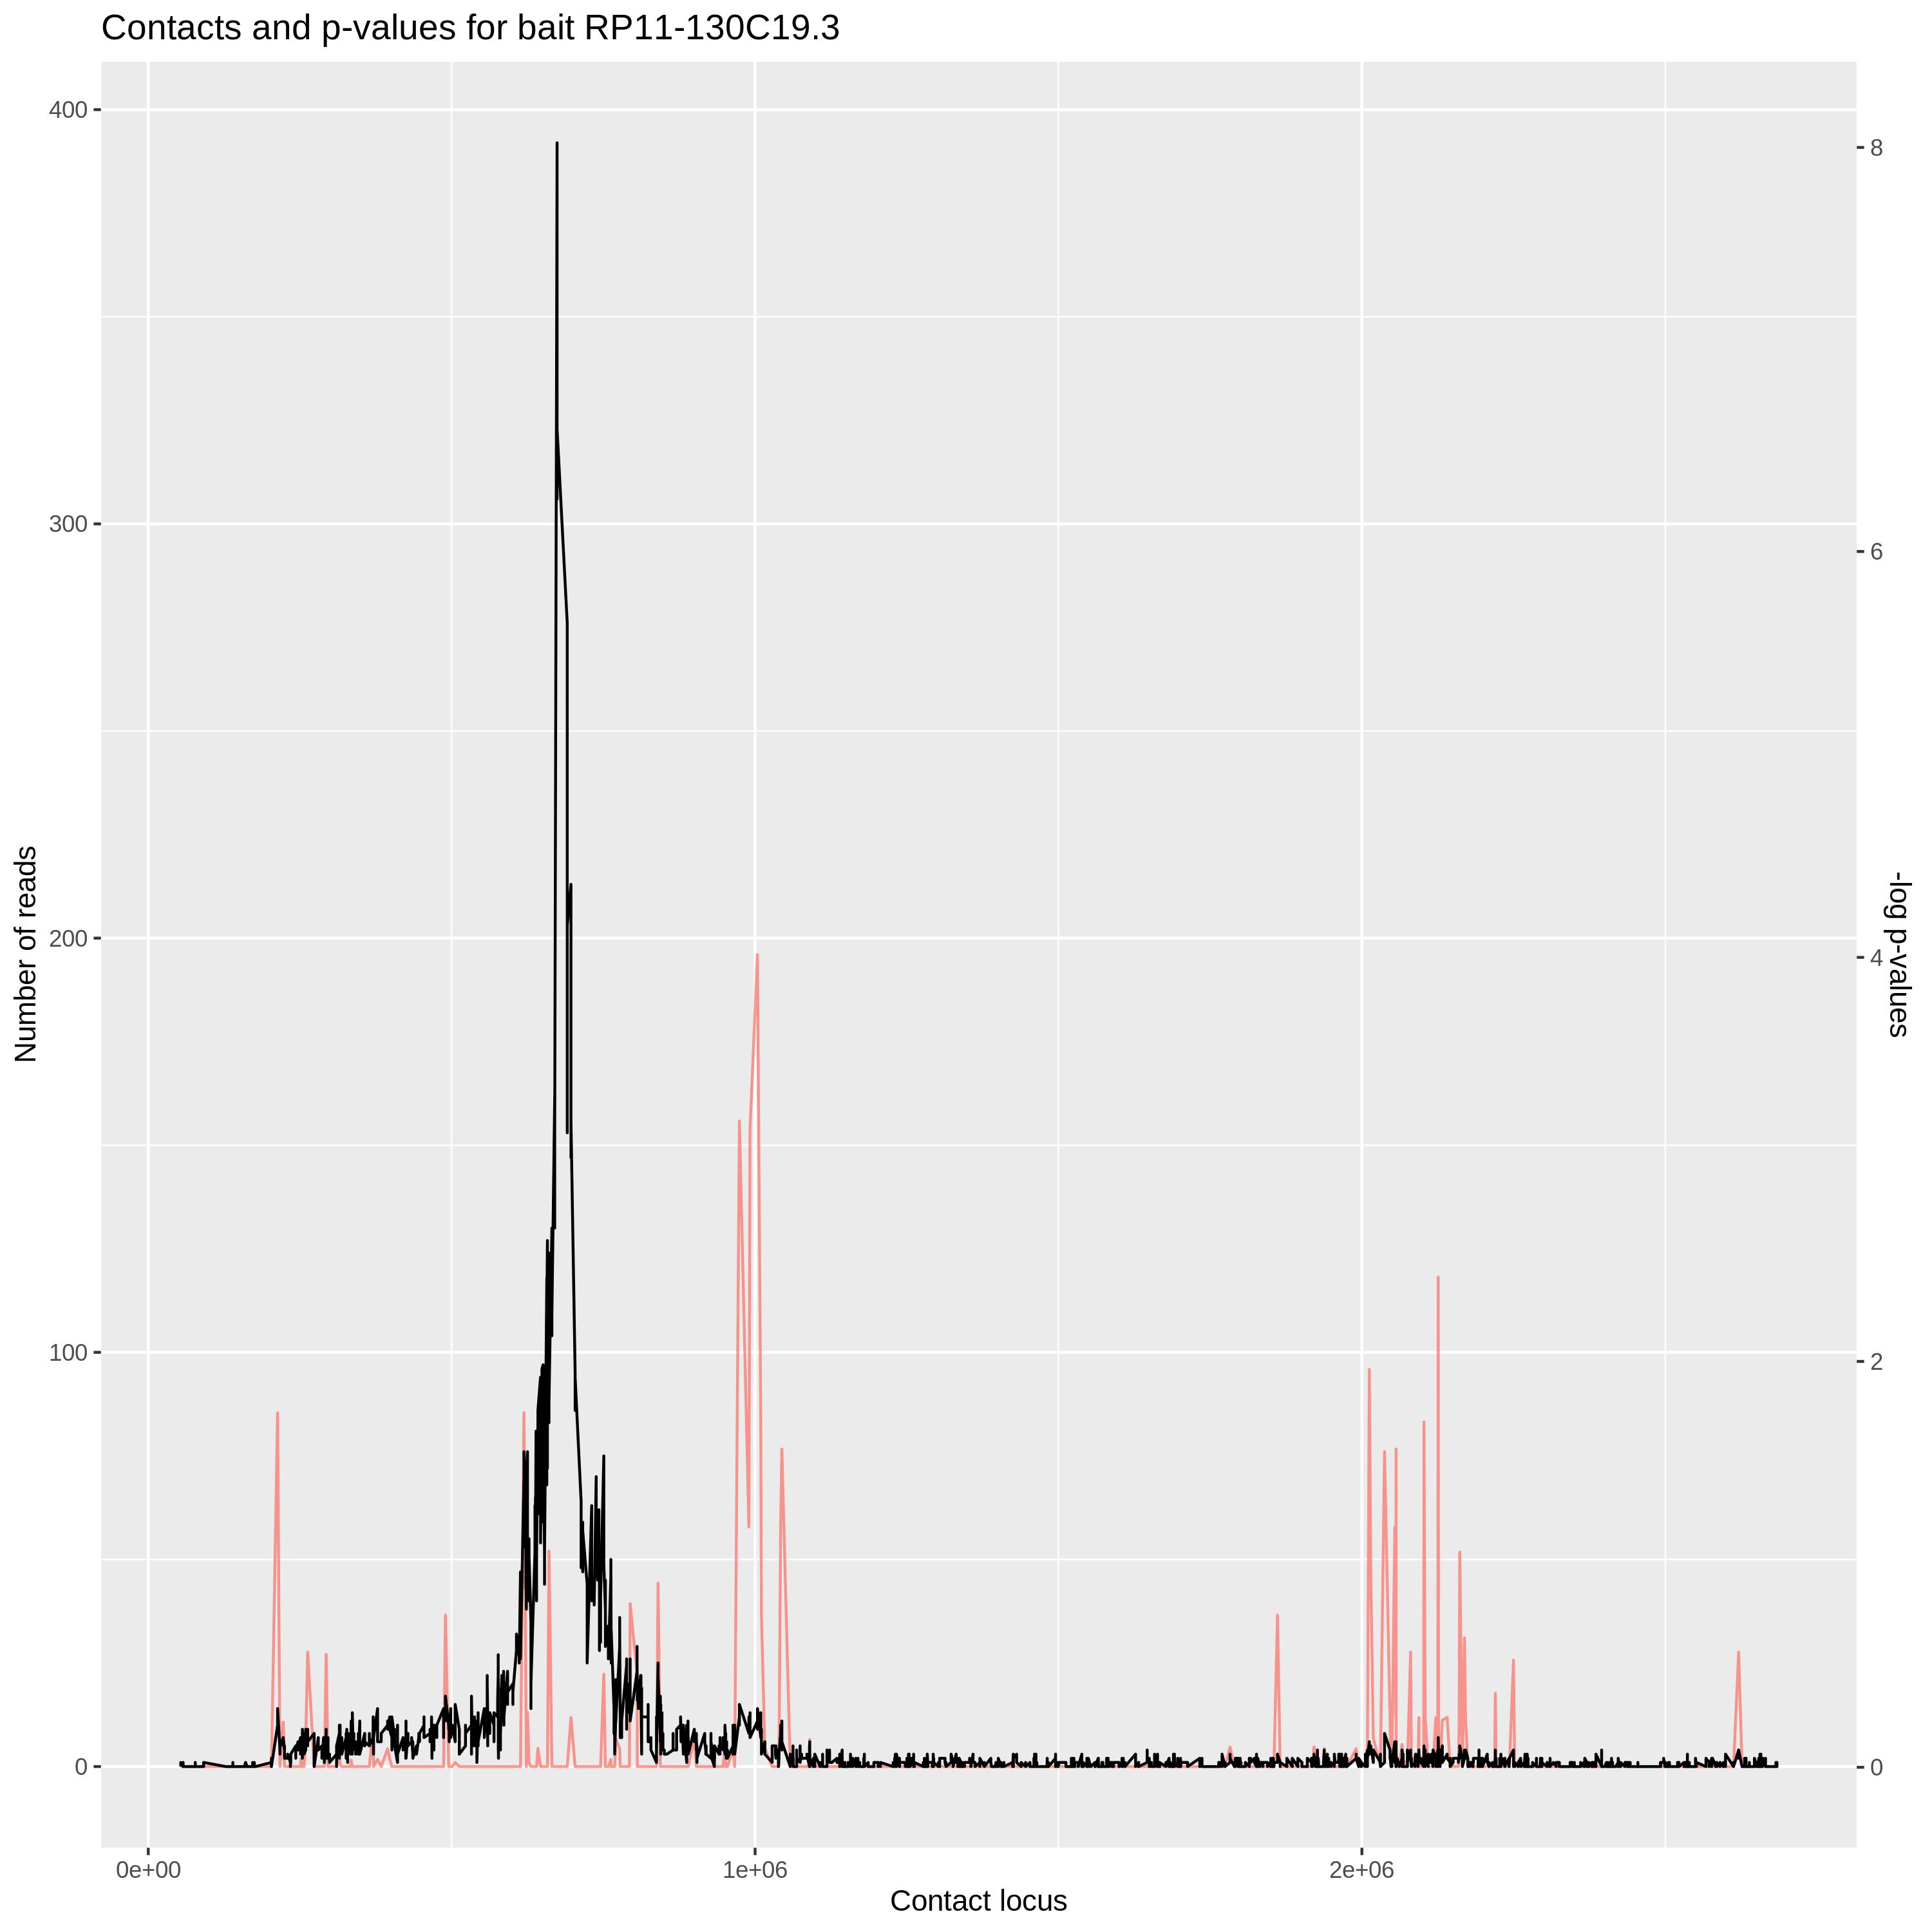 Contacts and p-values for bait RP11-130C19.3
400
300
200
100
0
Number of reads
8
6
4
2
0
-log p-values
0e+00
1e+06
2e+06
Contact locus